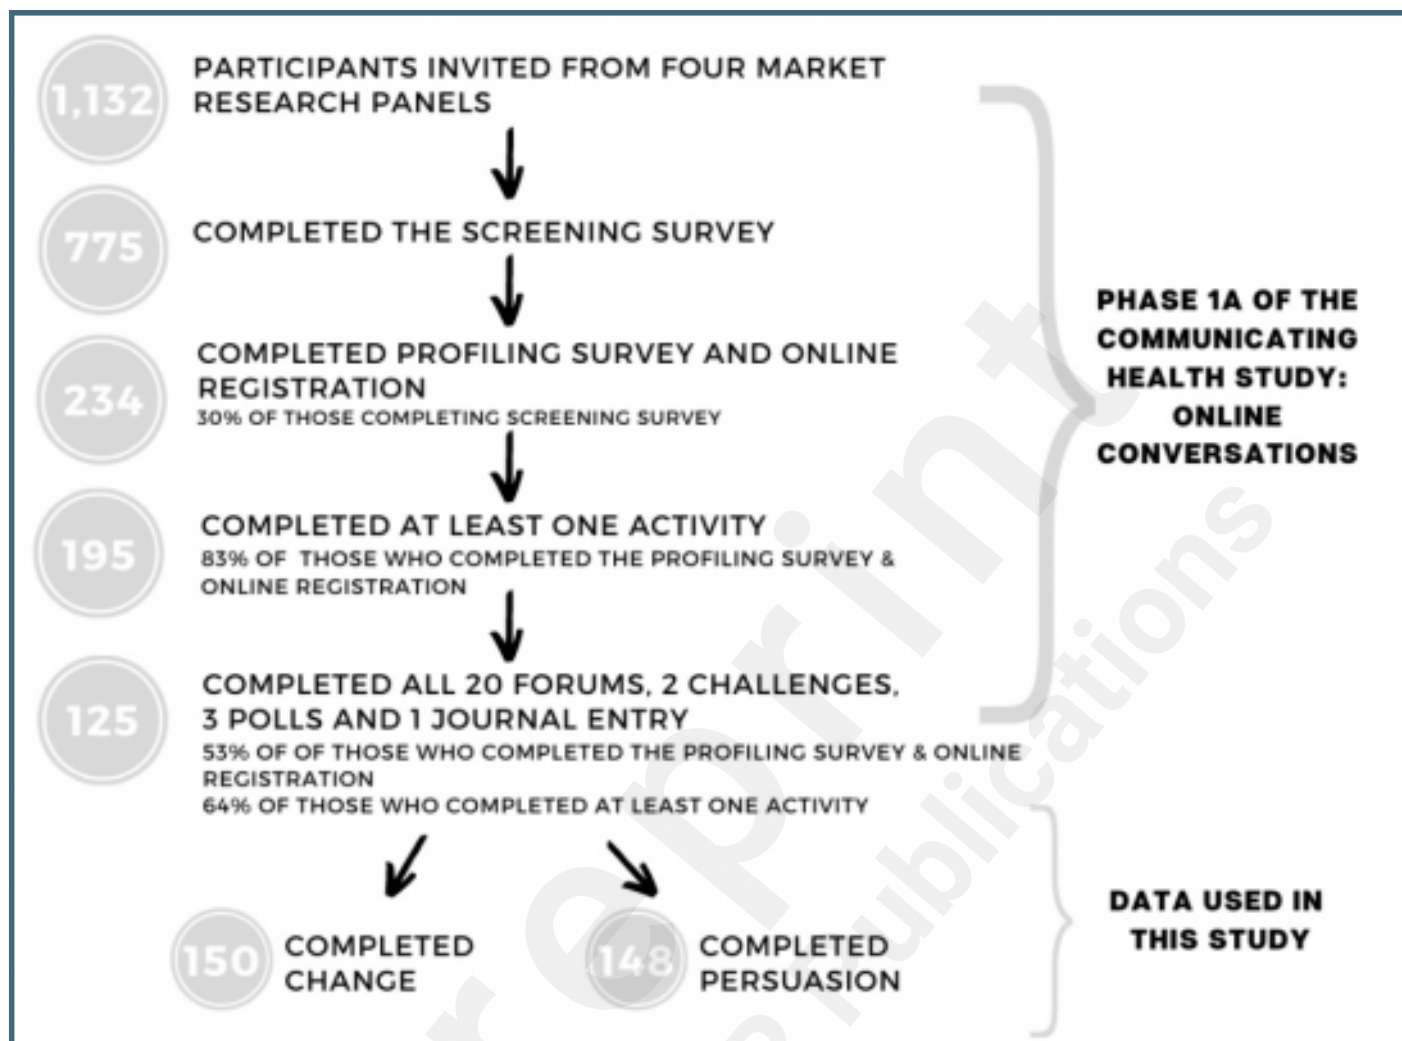 1,132
PARTICIPANTS INVITED FROM FOUR MARKET
RESEARCH PANELS
775
COMPLETED THE SCREENING SURVEY
234
COMPLETED PROFILING SURVEY AND ONLINE
REGISTRATION
30% OF THOSE COMPLETING SCREENING SURVEY
195
COMPLETED AT LEAST ONE ACTIVITY
83% OF THOSE WHO COMPLETED THE PROFILING SURVEY &
ONLINE REGISTRATION
125
COMPLETED ALL 20 FORUMS, 2 CHALLENGES,
3 POLLS AND 1 JOURNAL ENTRY
53% OF OF THOSE WHO COMPLETED THE PROFILING SURVEY & ONLINE
REGISTRATION
64% OF THOSE WHO COMPLETED AT LEAST ONE ACTIVITY
PHASE 1A OF THE
COMMUNICATING
HEALTH STUDY:
ONLINE
CONVERSATIONS
150
COMPLETED
CHANGE
148
COMPLETED
PERSUASION
DATA USED IN
THIS STUDY
reprint
Publications